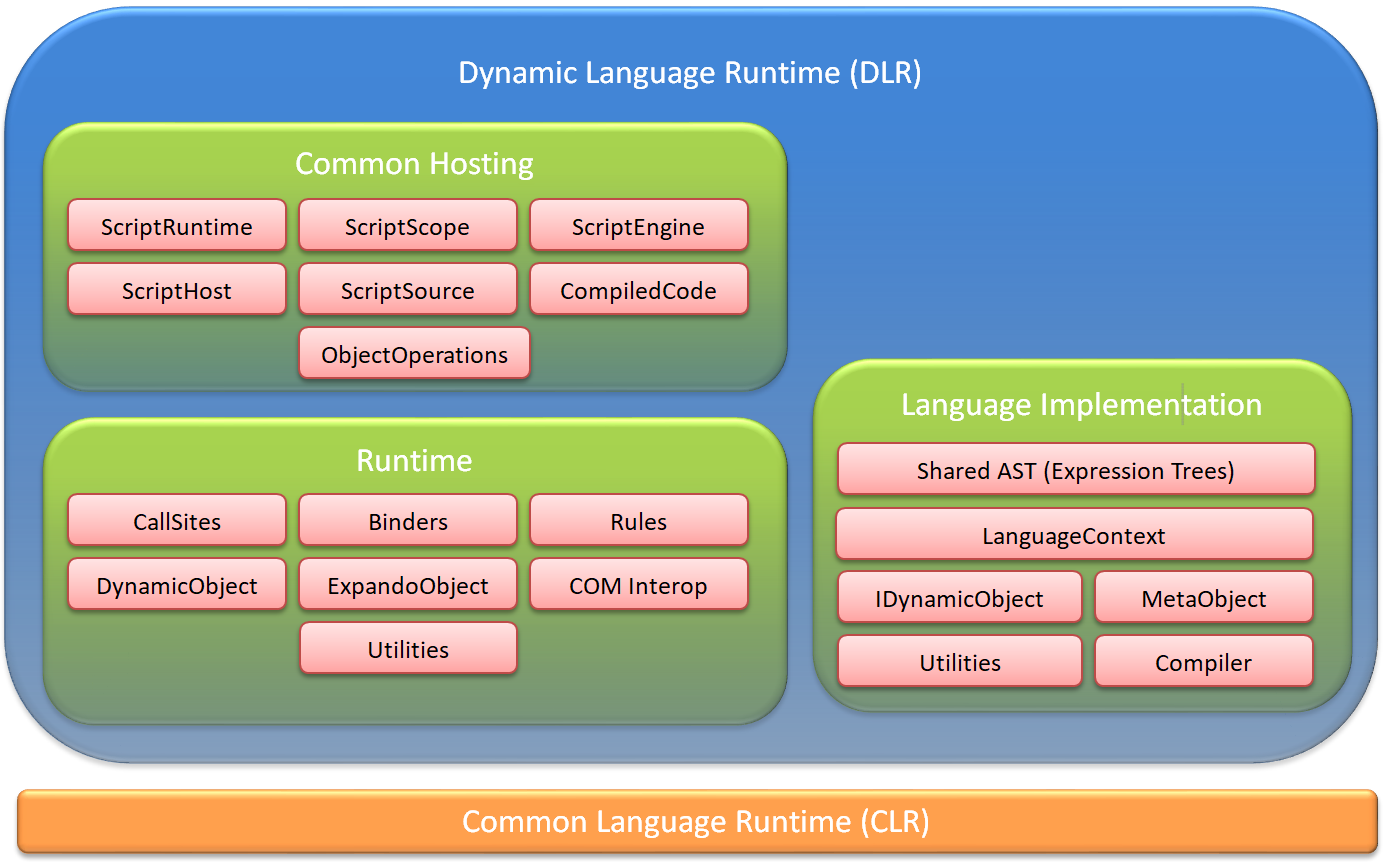 Dynamic Language Runtime (DLR)
Common Hosting
ScriptRuntime
ScriptScope
ScriptEngine
ScriptHost
ScriptSource
CompiledCode
ObjectOperations
Runtime
CallSites
Binders
Rules
DynamicObject
ExpandoObject
COM Interop
Utilities
Language Implementation
Shared AST (Expression Trees)
LanguageContext
IDynamicObject
MetaObject
Utilities
Compiler
Common Language Runtime (CLR)